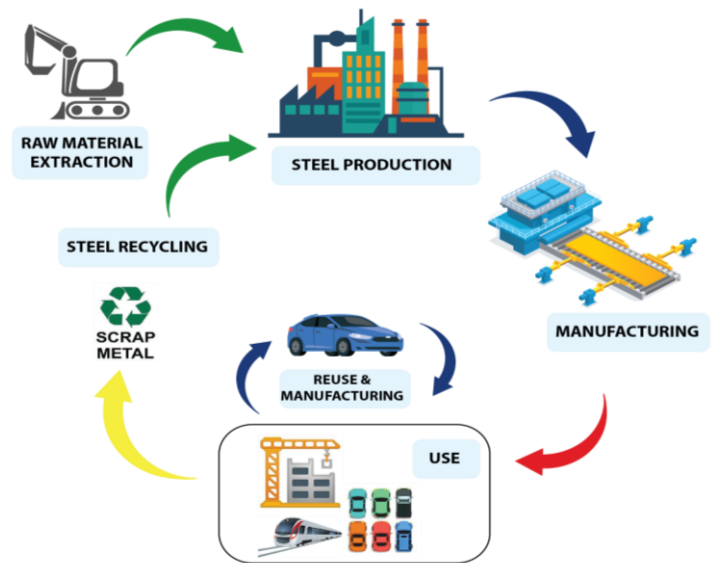 RAW MATERIAL
EXTRACTION
STEEL PRODUCTION
STEEL RECYCLING
SCRAP
METAL
MANUFACTURING
REUSE &
MANUFACTURING
USE